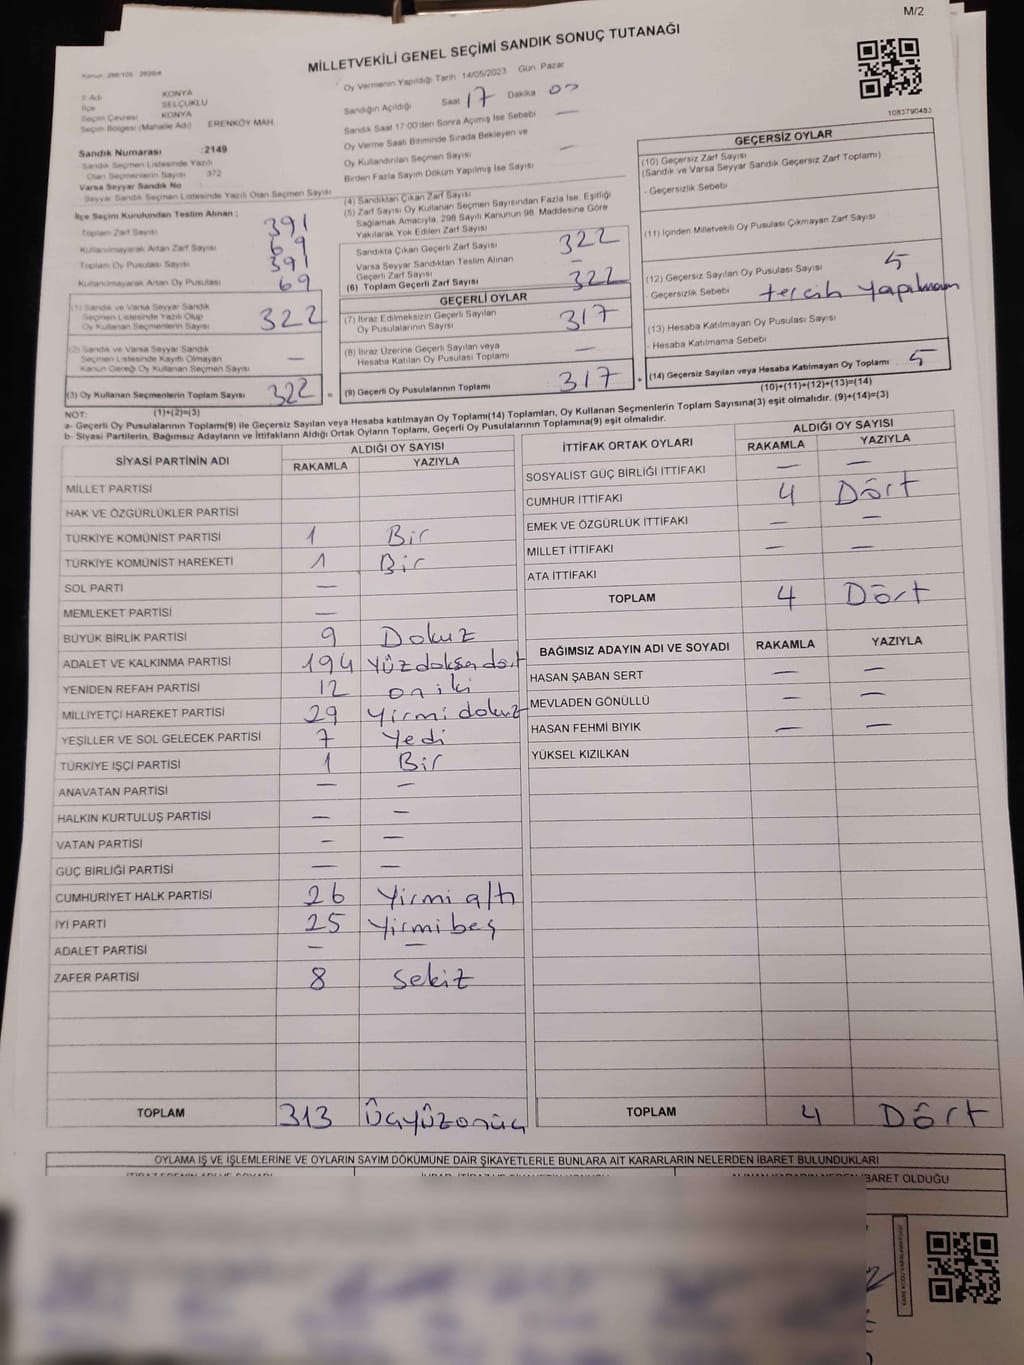 M/2
MİLLETVEKİLİ GENEL SEÇİMİ SANDIK SONUÇ TUTANAĞI
Oy Vermenin Yapıldığı Tarih 14/05/2023 Gün Pazar
İl Adı KONYA
İlçe SELÇUKLU
Seçim Çevresi KONYA
Seçim Bölgesi (Mahalle Adı) ERENKÖY MAH.
Sandık Numarası : 2149
Sandık Seçmen Listesinde Yazılı
Olan Seçmenlerin Sayısı 372
Varsa Seyyar Sandık No
Seyyar Sandık Seçmen Listesinde Yazılı Olan Seçmen Sayısı
İlçe Seçim Kurulundan Teslim Alınan ;
Toplam Zarf Sayısı 391
Kullanılmayarak Artan Zarf Sayısı 69
Toplam Oy Pusulası Sayısı 391
Kullanılmayarak Artan Oy Pusulası 69
(1) Sandık ve Varsa Seyyar Sandık
Seçmen Listesinde Yazılı Olup
Oy Kullanan Seçmenlerin Sayısı 322
(2) Sandık ve Varsa Seyyar Sandık
Seçmen Listesinde Kayıtlı Olmayan
Kanun Gereği Oy Kullanan Seçmen Sayısı —
(3) Oy Kullanan Seçmenlerin Toplam Sayısı 322 =
(1)+(2)=(3)
Sandığın Açıldığı Saat 17 Dakika 00
Sandık Saat 17:00'den Sonra Açımış İse Sebebi —
Oy Verme Saati Bitiminde Sırada Bekleyen ve
Oy Kullandırılan Seçmen Sayısı —
Birden Fazla Sayım Döküm Yapılmış İse Sayısı
(4) Sandıktan Çıkan Zarf Sayısı
(5) Zarf Sayısı Oy Kullanan Seçmen Sayısından Fazla İse, Eşitliği
Sağlamak Amacıyla, 298 Sayılı Kanunun 98. Maddesine Göre
Yakılarak Yok Edilen Zarf Sayısı
Sandıkta Çıkan Geçerli Zarf Sayısı 322
Varsa Seyyar Sandıktan Teslim Alınan
Geçerli Zarf Sayısı —
(6) Toplam Geçerli Zarf Sayısı 322
GEÇERLİ OYLAR
(7) İtiraz Edilmeksizin Geçerli Sayılan
Oy Pusulalarının Sayısı 317
(8) İtiraz Üzerine Geçerli Sayılan veya
Hesaba Katılan Oy Pusulası Toplamı —
(9) Geçerli Oy Pusulalarının Toplamı 317 +
1083790483
GEÇERSİZ OYLAR
(10) Geçersiz Zarf Sayısı
(Sandık ve Varsa Seyyar Sandık Geçersiz Zarf Toplamı)
- Geçersizlik Sebebi
(11) İçinden Milletvekili Oy Pusulası Çıkmayan Zarf Sayısı
(12) Geçersiz Sayılan Oy Pusulası Sayısı 5
- Geçersizlik Sebebi tercih yapılmam
(13) Hesaba Katılmayan Oy Pusulası Sayısı
- Hesaba Katılmama Sebebi
(14) Geçersiz Sayılan veya Hesaba Katılmayan Oy Toplamı 5
(10)+(11)+(12)+(13)=(14)
NOT:
a- Geçerli Oy Pusulalarının Toplamı(9) ile Geçersiz Sayılan veya Hesaba katılmayan Oy Toplamı(14) Toplamları, Oy Kullanan Seçmenlerin Toplam Sayısına(3) eşit olmalıdır. (9)+(14)=(3)
b- Siyasi Partilerin, Bağımsız Adayların ve İttifakların Aldığı Ortak Oyların Toplamı, Geçerli Oy Pusulalarının Toplamına(9) eşit olmalıdır.
SİYASİ PARTİNİN ADI ALDIĞI OY SAYISI
RAKAMLA YAZIYLA
MİLLET PARTİSİ
HAK VE ÖZGÜRLÜKLER PARTİSİ
TÜRKİYE KOMÜNİST PARTİSİ 1 Bir
TÜRKİYE KOMÜNİST HAREKETİ 1 Bir
SOL PARTİ —
MEMLEKET PARTİSİ —
BÜYÜK BİRLİK PARTİSİ 9 Dokuz
ADALET VE KALKINMA PARTİSİ 194 Yüzdoksandört
YENİDEN REFAH PARTİSİ 12 oniki
MİLLİYETÇİ HAREKET PARTİSİ 29 Yirmi dokuz
YEŞİLLER VE SOL GELECEK PARTİSİ 7 Yedi
TÜRKİYE İŞÇİ PARTİSİ 1 Bir
ANAVATAN PARTİSİ — —
HALKIN KURTULUŞ PARTİSİ — —
VATAN PARTİSİ — —
GÜÇ BİRLİĞİ PARTİSİ — —
CUMHURİYET HALK PARTİSİ 26 Yirmi altı
İYİ PARTİ 25 Yirmi beş
ADALET PARTİSİ — —
ZAFER PARTİSİ 8 Sekiz
TOPLAM 313 Üçyüzonüç
İTTİFAK ORTAK OYLARI ALDIĞI OY SAYISI
RAKAMLA YAZIYLA
SOSYALİST GÜÇ BİRLİĞİ İTTİFAKI — —
CUMHUR İTTİFAKI 4 Dört
EMEK VE ÖZGÜRLÜK İTTİFAKI — —
MİLLET İTTİFAKI — —
ATA İTTİFAKI
TOPLAM 4 Dört
BAĞIMSIZ ADAYIN ADI VE SOYADI RAKAMLA YAZIYLA
HASAN ŞABAN SERT — —
MEVLADEN GÖNÜLLÜ — —
HASAN FEHMİ BIYIK — —
YÜKSEL KIZILKAN
TOPLAM 4 Dört
OYLAMA İŞ VE İŞLEMLERİNE VE OYLARIN SAYIM DÖKÜMÜNE DAİR ŞİKAYETLERLE BUNLARA AİT KARARLARIN NELERDEN İBARET BULUNDUKLARI
İBARET OLDUĞU